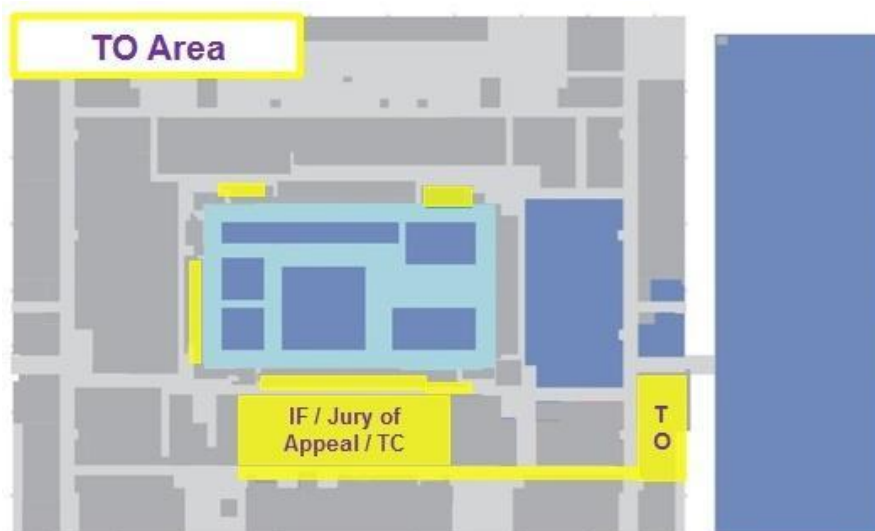 TO Area
IF / Jury of
Appeal / TC
T
O